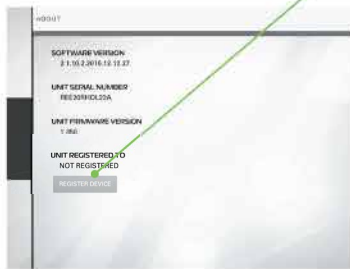 ABOUT
SOFTWARE VERSION
UNIT SERIAL NUMBER
UNIT FIRMWARE VERSION
UNIT REGISTERED TO
NOT REGISTERED
REGISTER DEVICE